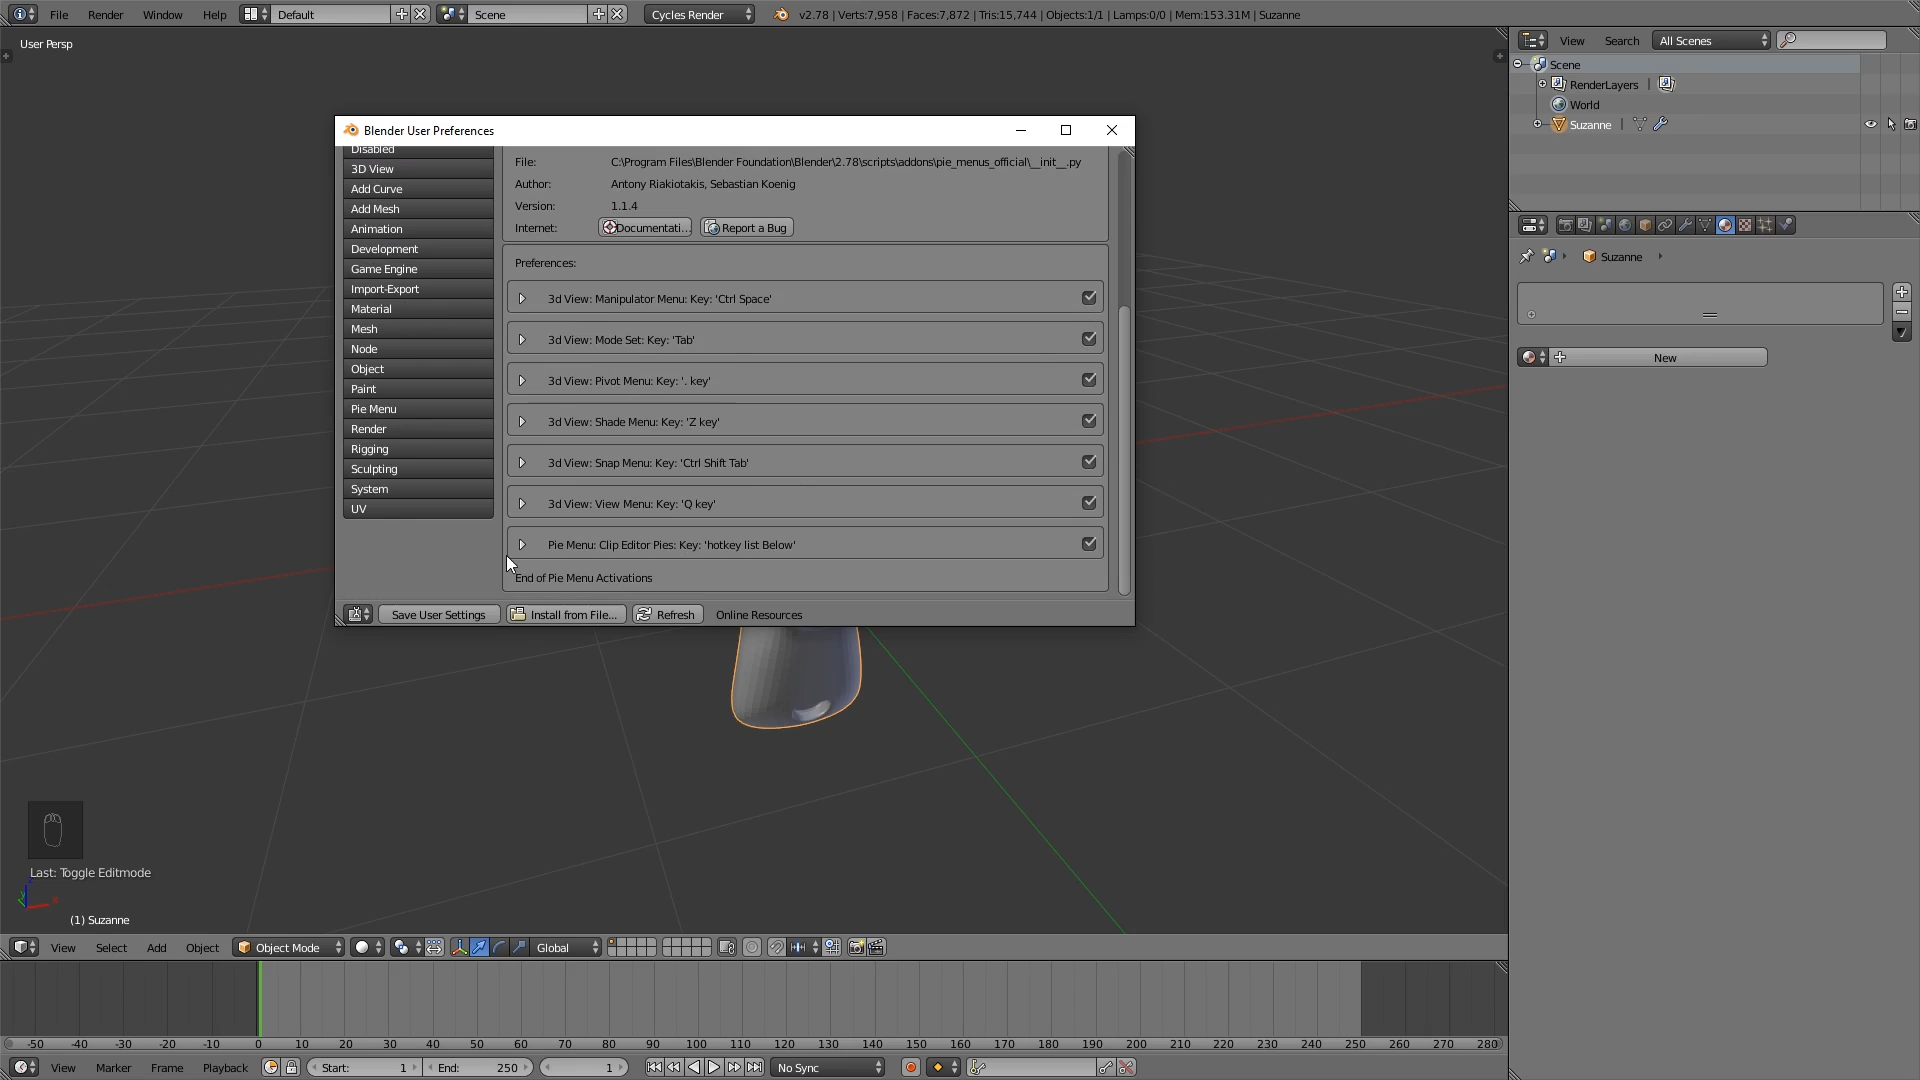 File Render Window Help Default Scene Cycles Render v2.78 | Verts:7,958 | Faces:7,872 | Tris:15,744 | Objects:1/1 | Lamps:0/0 | Mem:153.31M | Suzanne
User Persp
View Search All Scenes
Scene
RenderLayers |
World
Suzanne |
Suzanne
New
Blender User Preferences
Disabled
3D View
Add Curve
Add Mesh
Animation
Development
Game Engine
Import-Export
Material
Mesh
Node
Object
Paint
Pie Menu
Render
Rigging
Sculpting
System
UV
File: C:\Program Files\Blender Foundation\Blender\2.78\scripts\addons\pie_menus_official\__init__.py
Author: Antony Riakiotakis, Sebastian Koenig
Version: 1.1.4
Internet: Documentati... Report a Bug
Preferences:
3d View: Manipulator Menu: Key: 'Ctrl Space'
3d View: Mode Set: Key: 'Tab'
3d View: Pivot Menu: Key: '. key'
3d View: Shade Menu: Key: 'Z key'
3d View: Snap Menu: Key: 'Ctrl Shift Tab'
3d View: View Menu: Key: 'Q key'
Pie Menu: Clip Editor Pies: Key: 'hotkey list Below'
End of Pie Menu Activations
Save User Settings Install from File... Refresh Online Resources
Last: Toggle Editmode
(1) Suzanne
View Select Add Object Object Mode Global
-50 -40 -30 -20 -10 0 10 20 30 40 50 60 70 80 90 100 110 120 130 140 150 160 170 180 190 200 210 220 230 240 250 260 270 280
View Marker Frame Playback Start: 1 End: 250 1 No Sync